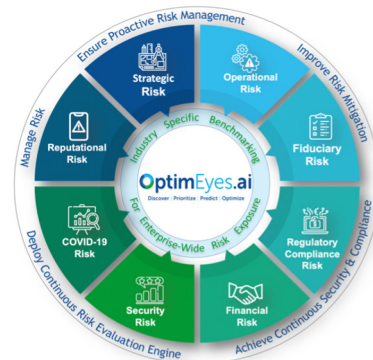 Ensure Proactive Risk Management
Improve Risk Mitigation
Achieve Continuous Security & Compliance
Deploy Continuous Risk Evaluation Engine
Manage Risk
Strategic
Risk
Operational
Risk
Fiduciary
Risk
Regulatory
Compliance
Risk
Financial
Risk
Security
Risk
COVID-19
Risk
Reputational
Risk
Industry Specific Benchmarking
For Enterprise-Wide Risk Exposure
OptimEyes.ai
Discover | Prioritize | Predict | Optimize